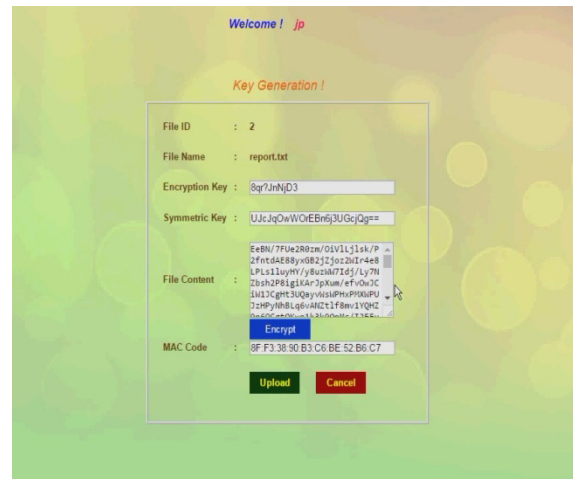 Welcome ! jp
Key Generation !
File ID : 2
File Name : report.txt
Encryption Key : 8qr?JnNjD3
Symmetric Key : UJcJqOwWOrEBn6j3UGcjQg==
File Content :
EeBN/7FUe2R0zm/OiVlLjlsk/P
2fntdAE88yxGB2jZjoz2WIr4e8
LPLs1luyHY/y8uzWW7Idj/Ly7N
Zbsh2P8igiKArJpXum/efvOwJC
iW1JCgHt3UQayvWsWPHxPMXWPU
JzHPyNhBLq6vANZtlf8mv1YQHZ
Encrypt
MAC Code : 8F:F3:38:90:B3:C6:BE:52:B6:C7
Upload Cancel